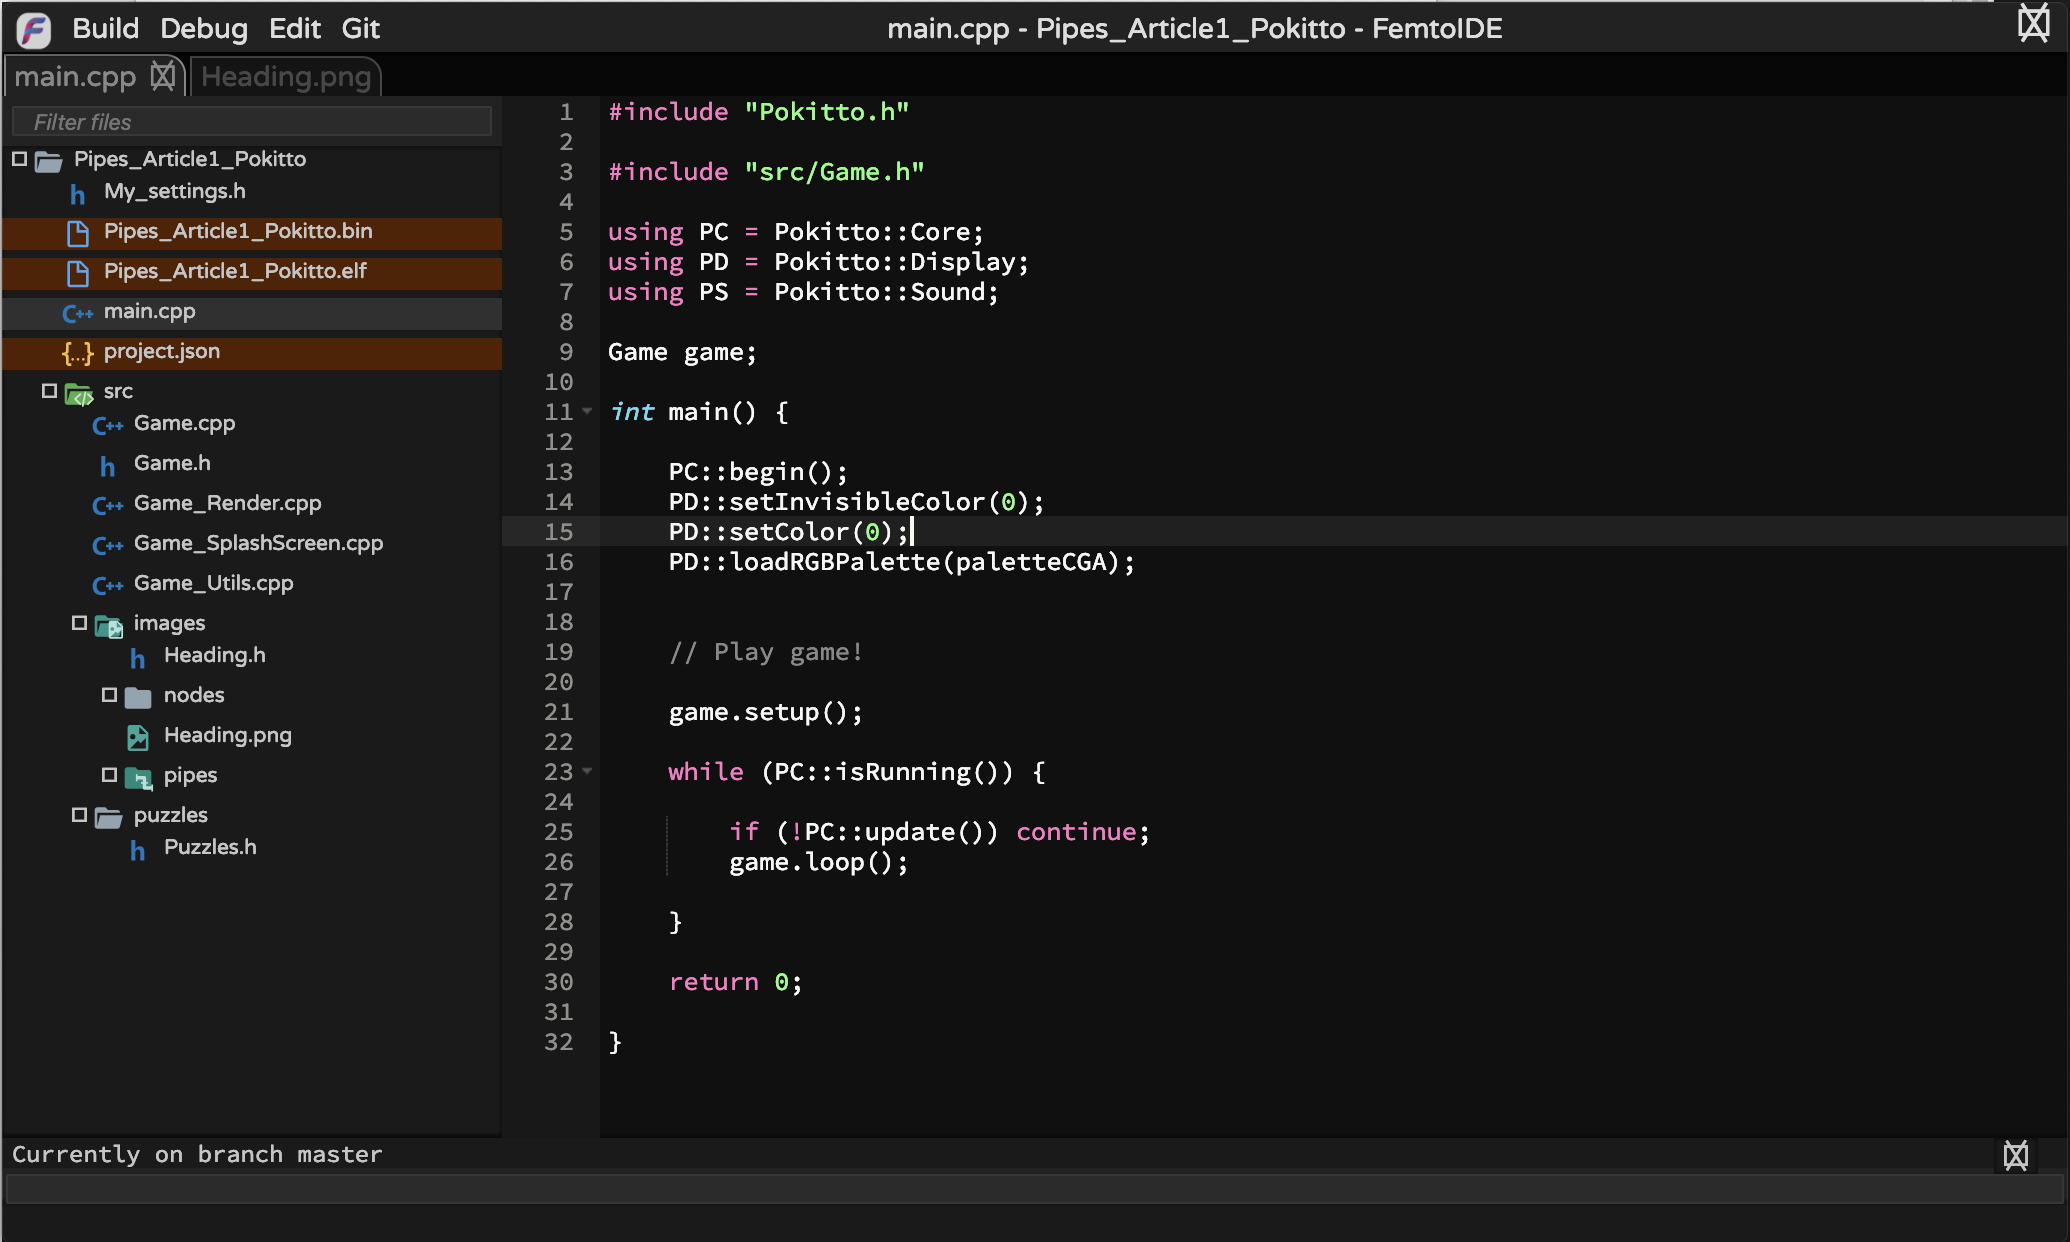 Build Debug Edit Git
main.cpp - Pipes_Article1_Pokitto - FemtoIDE
main.cpp Heading.png
Filter files
Pipes_Article1_Pokitto
My_settings.h
Pipes_Article1_Pokitto.bin
Pipes_Article1_Pokitto.elf
main.cpp
project.json
src
Game.cpp
Game.h
Game_Render.cpp
Game_SplashScreen.cpp
Game_Utils.cpp
images
Heading.h
nodes
Heading.png
pipes
puzzles
Puzzles.h
1 #include "Pokitto.h"
2
3 #include "src/Game.h"
4
5 using PC = Pokitto::Core;
6 using PD = Pokitto::Display;
7 using PS = Pokitto::Sound;
8
9 Game game;
10
11 int main() {
12
13     PC::begin();
14     PD::setInvisibleColor(0);
15     PD::setColor(0);
16     PD::loadRGBPalette(paletteCGA);
17
18
19     // Play game!
20
21     game.setup();
22
23     while (PC::isRunning()) {
24
25         if (!PC::update()) continue;
26         game.loop();
27
28     }
29
30     return 0;
31
32 }
Currently on branch master